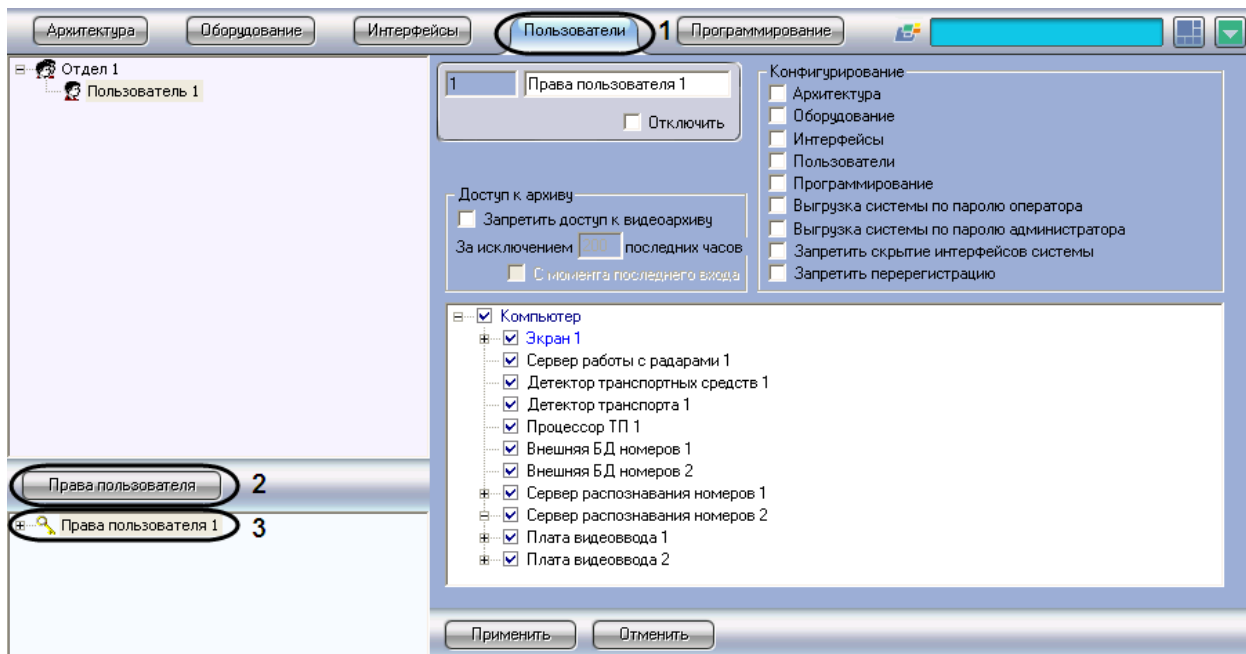 Архитектура Оборудование Интерфейсы Пользователи 1 Программирование
Отдел 1
Пользователь 1
Права пользователя 2
Права пользователя 1 3
1 Права пользователя 1
Отключить
Доступ к архиву
Запретить доступ к видеоархиву
За исключением последних часов
С момента последнего входа
Конфигурирование
Архитектура
Оборудование
Интерфейсы
Пользователи
Программирование
Выгрузка системы по паролю оператора
Выгрузка системы по паролю администратора
Запретить скрытие интерфейсов системы
Запретить перерегистрацию
Компьютер
Экран 1
Сервер работы с радарами 1
Детектор транспортных средств 1
Детектор транспорта 1
Процессор ТП 1
Внешняя БД номеров 1
Внешняя БД номеров 2
Сервер распознавания номеров 1
Сервер распознавания номеров 2
Плата видеоввода 1
Плата видеоввода 2
Применить Отменить